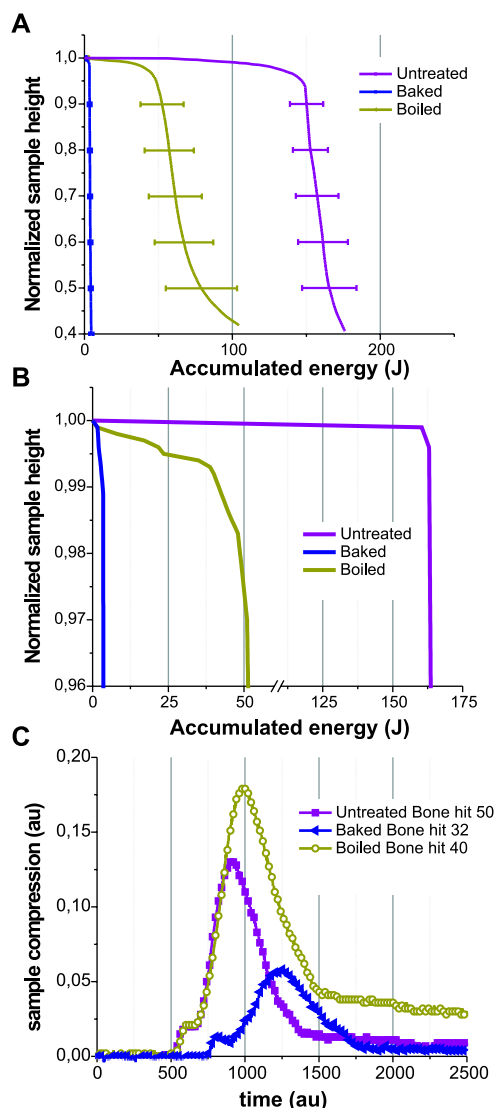 A
Normalized sample height
1.0
0.9
0.8
0.7
0.6
0.5
0.4
Untreated
Baked
Boiled
0
100
200
Accumulated energy (J)
B
Normalized sample height
1.00
0.99
0.98
0.97
0.96
Untreated
Baked
Boiled
0
25
50
125
150
175
Accumulated energy (J)
C
sample compression (au)
0,20
0,15
0,10
0,05
0,00
Untreated Bone hit 50
Baked Bone hit 32
Boiled Bone hit 40
0
500
1000
1500
2000
2500
time (au)